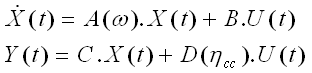 Ẋ(t) = A(ω).X(t) + B.U(t)
Y(t) = C.X(t) + D(η_cc).U(t)